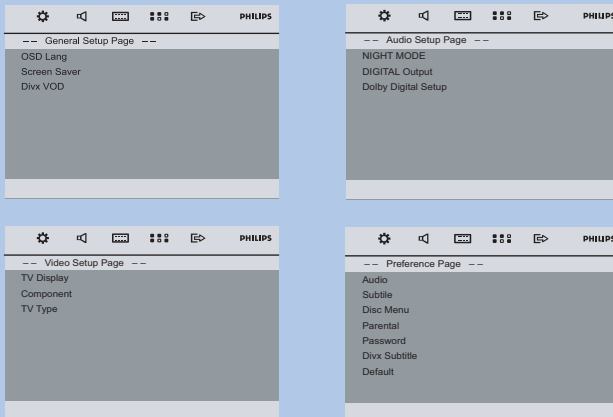 PHILIPS
-- General Setup Page --
OSD Lang
Screen Saver
Divx VOD
PHILIPS
-- Audio Setup Page --
NIGHT MODE
DIGITAL Output
Dolby Digital Setup
PHILIPS
-- Video Setup Page --
TV Display
Component
TV Type
PHILIPS
-- Preference Page --
Audio
Subtile
Disc Menu
Parental
Password
Divx Subtitle
Default